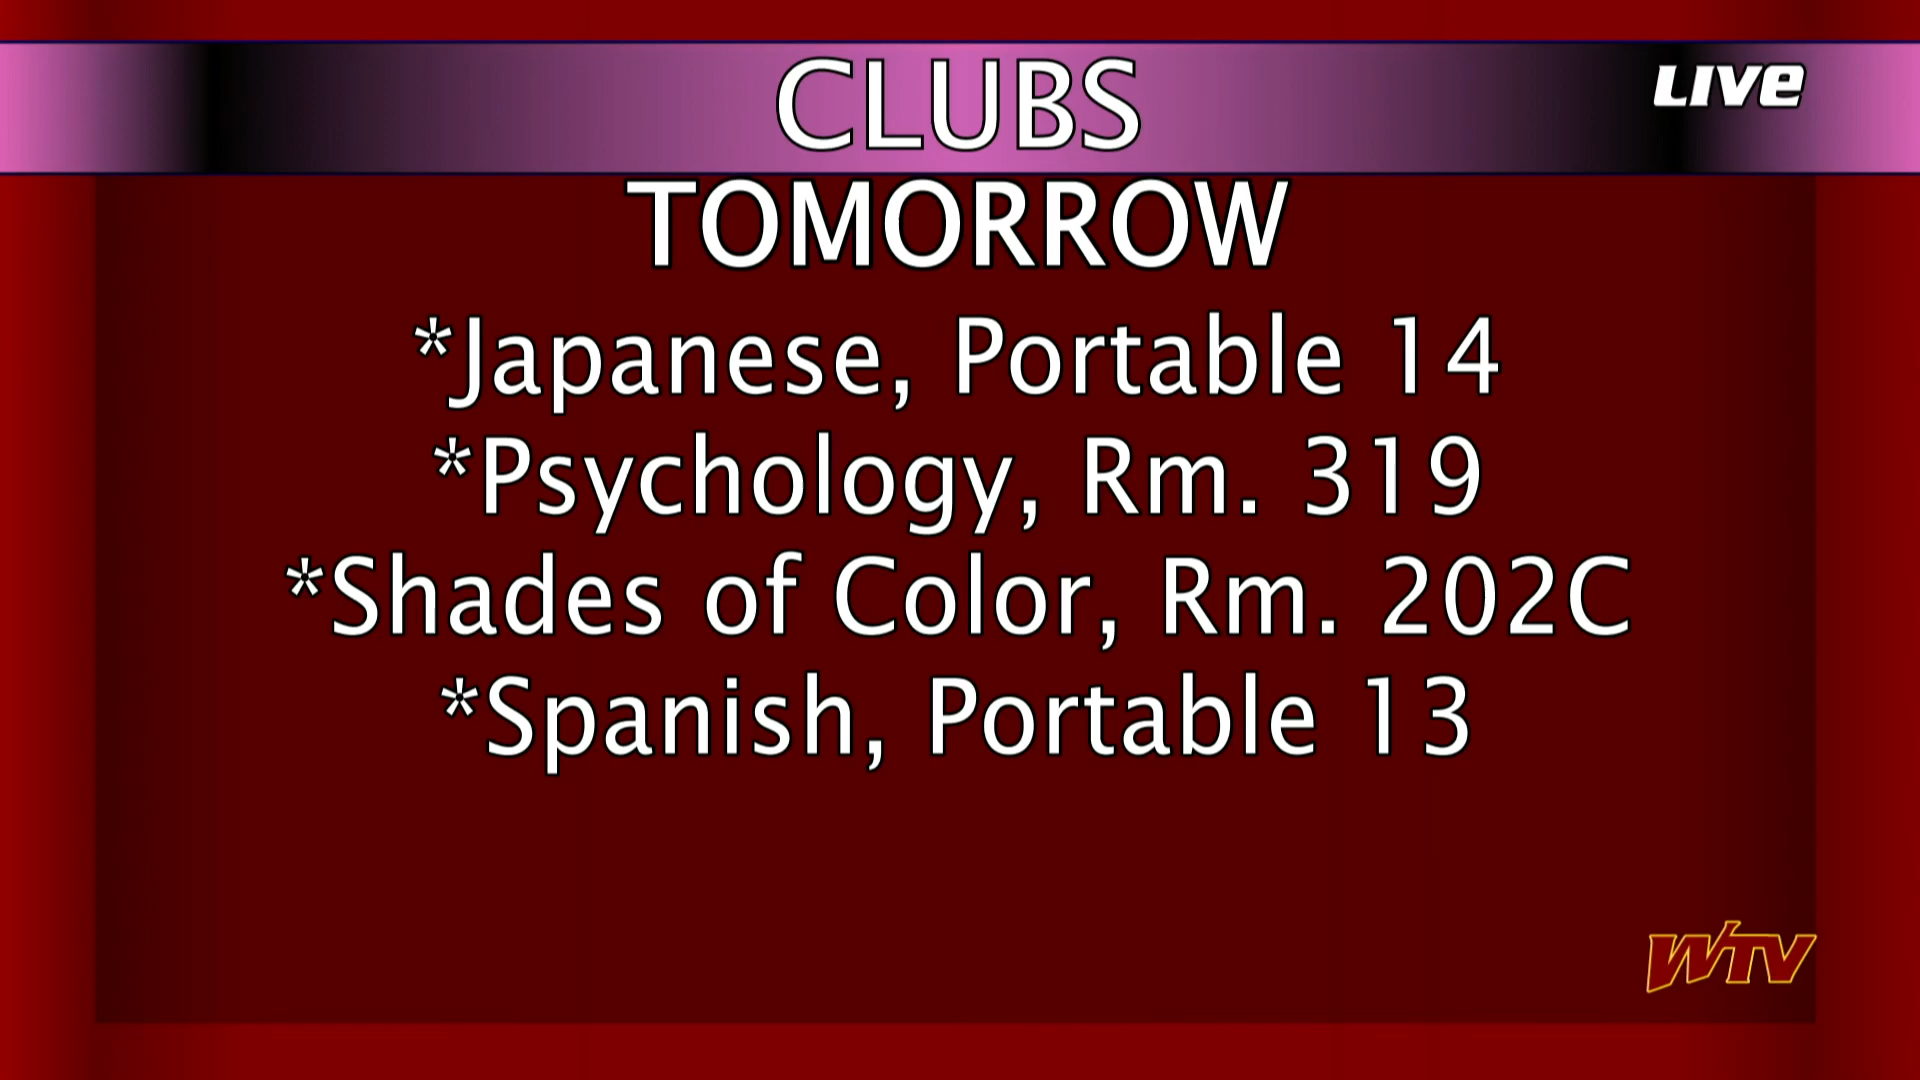 CLUBS
LIVE
TOMORROW
*Japanese, Portable 14
*Psychology, Rm. 319
*Shades of Color, Rm. 202C
*Spanish, Portable 13
WTV